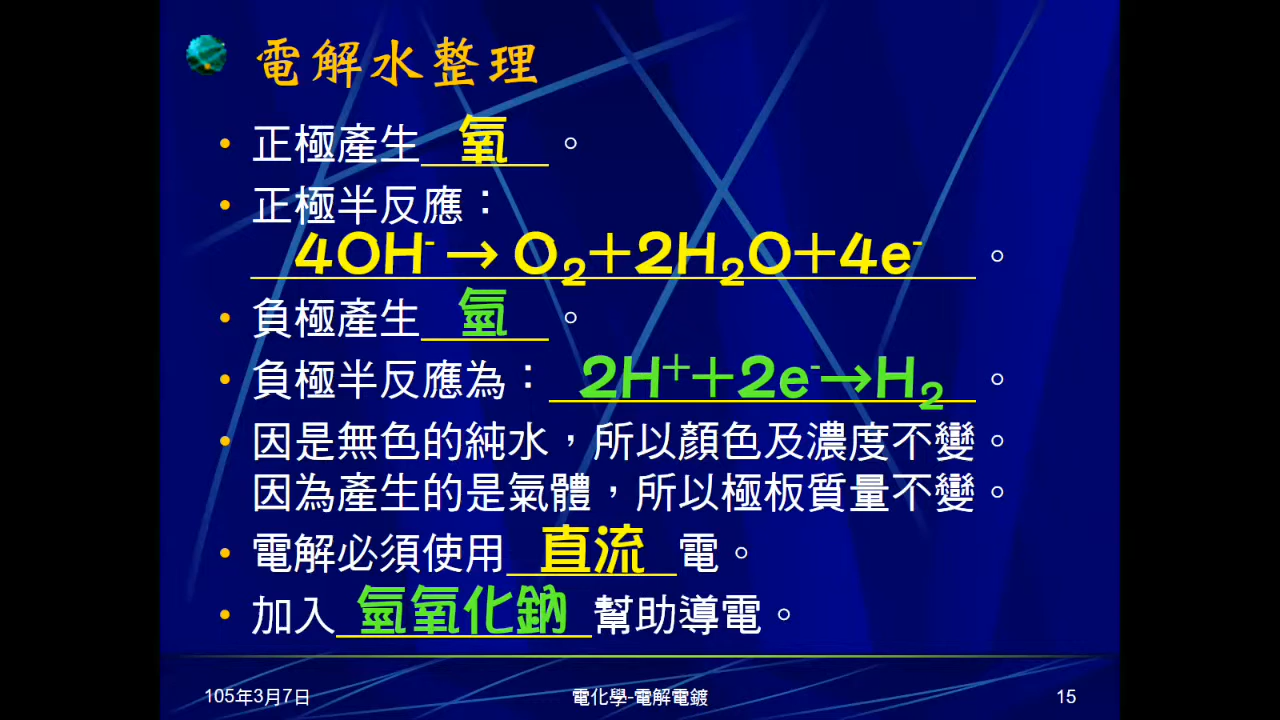 電解水整理
• 正極產生 氧 。
• 正極半反應：
4OH⁻ → O₂+2H₂O+4e⁻ 。
• 負極產生 氫 。
• 負極半反應為： 2H⁺+2e⁻→H₂ 。
• 因是無色的純水，所以顏色及濃度不變。
因為產生的是氣體，所以極板質量不變。
• 電解必須使用 直流 電。
• 加入 氫氧化鈉 幫助導電。
105年3月7日 電化學-電解電鍍 15